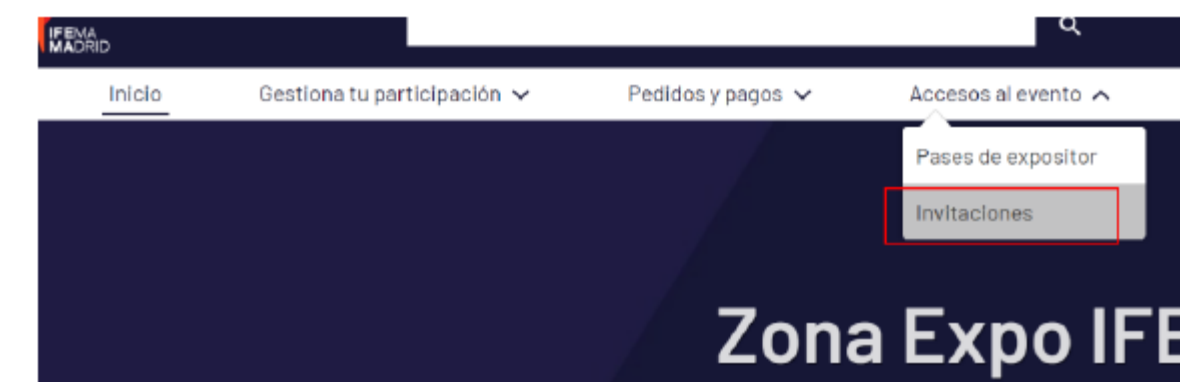 IFEMA
MADRID
Inicio
Gestiona tu participación
Pedidos y pagos
Accesos al evento
Pases de expositor
Invitaciones
Zona Expo IFE